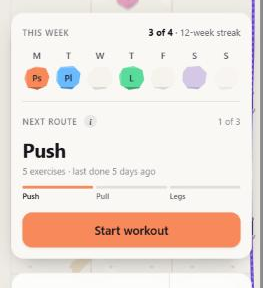 THIS WEEK 3 of 4 · 12-week streak
M T W T F S S
Ps Pl L
NEXT ROUTE i 1 of 3
Push
5 exercises · last done 5 days ago
Push Pull Legs
Start workout